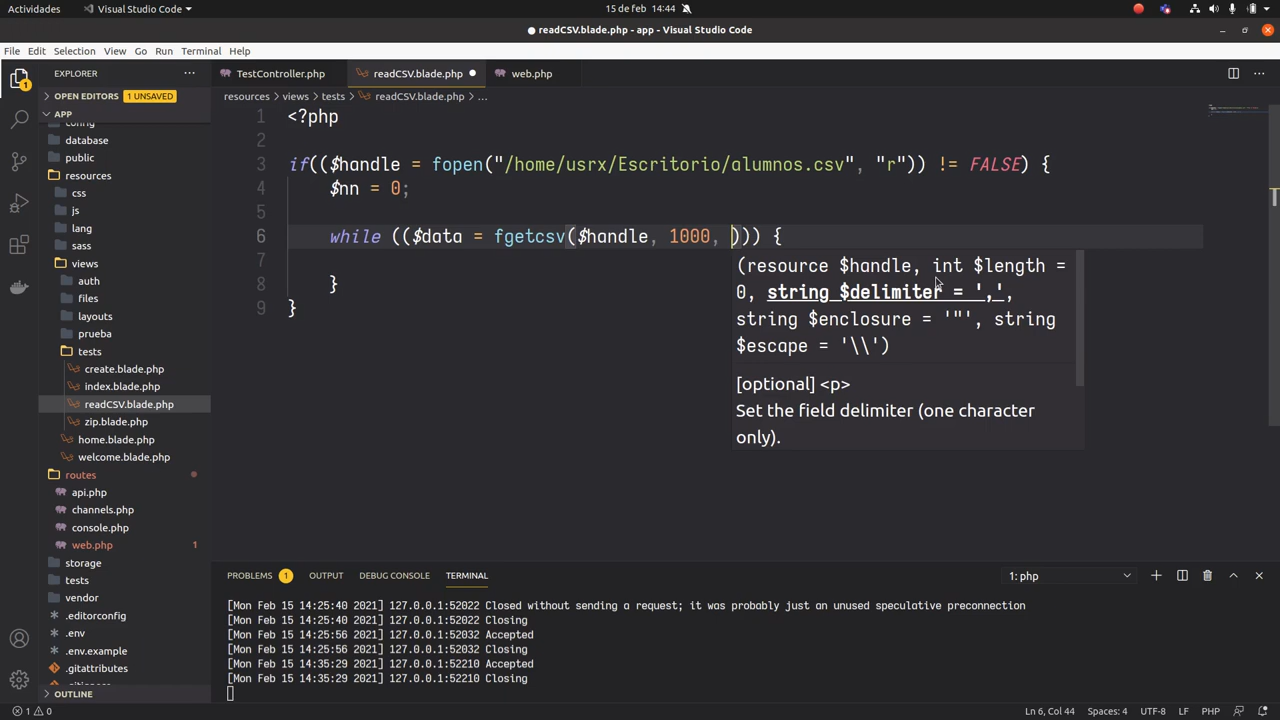 Actividades
Visual Studio Code
15 de feb 14:44
readCSV.blade.php - app - Visual Studio Code
File Edit Selection View Go Run Terminal Help
EXPLORER
OPEN EDITORS 1 UNSAVED
APP
config
database
public
resources
css
js
lang
sass
views
auth
files
layouts
prueba
tests
create.blade.php
index.blade.php
readCSV.blade.php
zip.blade.php
home.blade.php
welcome.blade.php
routes
api.php
channels.php
console.php
web.php 1
storage
tests
vendor
.editorconfig
.env
.env.example
.gitattributes
OUTLINE
1
TestController.php readCSV.blade.php web.php
resources > views > tests > readCSV.blade.php > ...
1 <?php
2
3 if(($handle = fopen("/home/usrx/Escritorio/alumnos.csv", "r")) != FALSE) {
4 $nn = 0;
5
6 while (($data = fgetcsv($handle, 1000, ))) {
7
8 }
9 }
(resource $handle, int $length =
0, string $delimiter = ',',
string $enclosure = '"', string
$escape = '\\')
[optional] <p>
Set the field delimiter (one character
only).
PROBLEMS 1 OUTPUT DEBUG CONSOLE TERMINAL
1: php
[Mon Feb 15 14:25:40 2021] 127.0.0.1:52022 Closed without sending a request; it was probably just an unused speculative preconnection
[Mon Feb 15 14:25:40 2021] 127.0.0.1:52022 Closing
[Mon Feb 15 14:25:56 2021] 127.0.0.1:52032 Accepted
[Mon Feb 15 14:25:56 2021] 127.0.0.1:52032 Closing
[Mon Feb 15 14:35:29 2021] 127.0.0.1:52210 Accepted
[Mon Feb 15 14:35:29 2021] 127.0.0.1:52210 Closing
1 0
Ln 6, Col 44 Spaces: 4 UTF-8 LF PHP